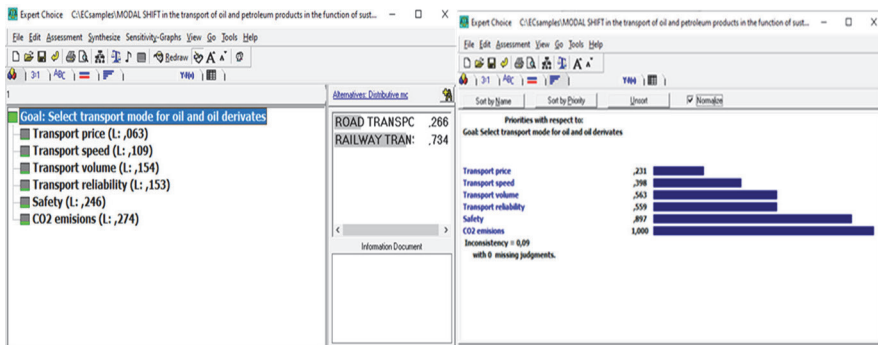 Expert Choice    C:\ECsamples\MODAL SHIFT in the transport of oil and petroleum products in the function of sust...
File Edit Assessment Synthesize Sensitivity-Graphs View Go Tools Help
Redraw
3:1 ABC
1
Alternatives: Distributive mc
Goal: Select transport mode for oil and oil derivates
Transport price (L: ,063)
Transport speed (L: ,109)
Transport volume (L: ,154)
Transport reliability (L: ,153)
Safety (L: ,246)
CO2 emisions (L: ,274)
ROAD TRANSPC ,266
RAILWAY TRAN: ,734
Information Document
Expert Choice    C:\ECsamples\MODAL SHIFT in the transport of oil and petroleum products in the function of sust...
File Edit Assessment View Go Tools Help
3:1 ABC
Sort by Name Sort by Priority Unsort Normalize
Priorities with respect to:
Goal: Select transport mode for oil and oil derivates
Transport price ,231
Transport speed ,398
Transport volume ,563
Transport reliability ,559
Safety ,897
CO2 emisions 1,000
Inconsistency = 0,09
with 0 missing judgments.